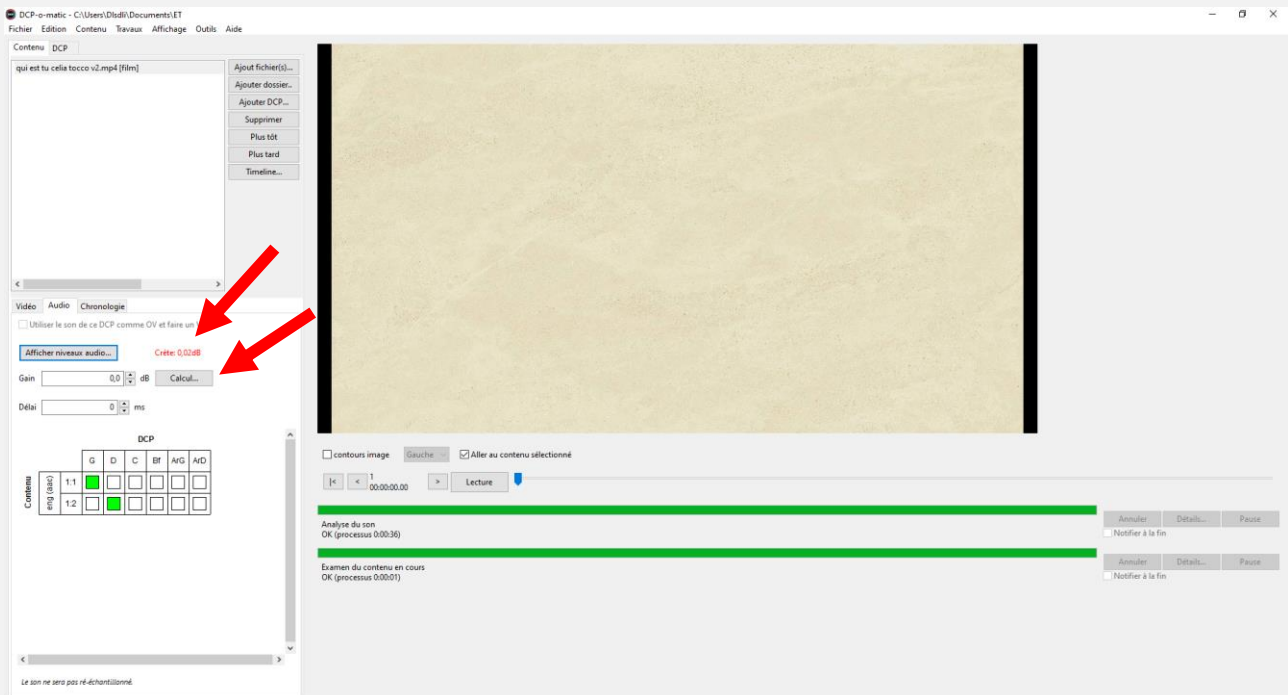 DCP-o-matic - C:\Users\Dlsdli\Documents\ET
Fichier Edition Contenu Travaux Affichage Outils Aide
Contenu DCP
qui est tu celia tocco v2.mp4 [film]
Ajout fichier(s)...
Ajouter dossier..
Ajouter DCP...
Supprimer
Plus tôt
Plus tard
Timeline...
Vidéo Audio Chronologie
Utiliser le son de ce DCP comme OV et faire un
Afficher niveaux audio... Crête: 0,02dB
Gain 0,0 dB Calcul...
Délai 0 ms
DCP
G D C Bf ArG ArD
Contenu
eng (aac)
1:1
1:2
Le son ne sera pas ré-échantillonné.
contours image Gauche Aller au contenu sélectionné
|< < 1 > Lecture
00:00:00.00
Analyse du son
OK (processus 0:00:36)
Annuler Détails... Pause
Notifier à la fin
Examen du contenu en cours
OK (processus 0:00:01)
Annuler Détails... Pause
Notifier à la fin